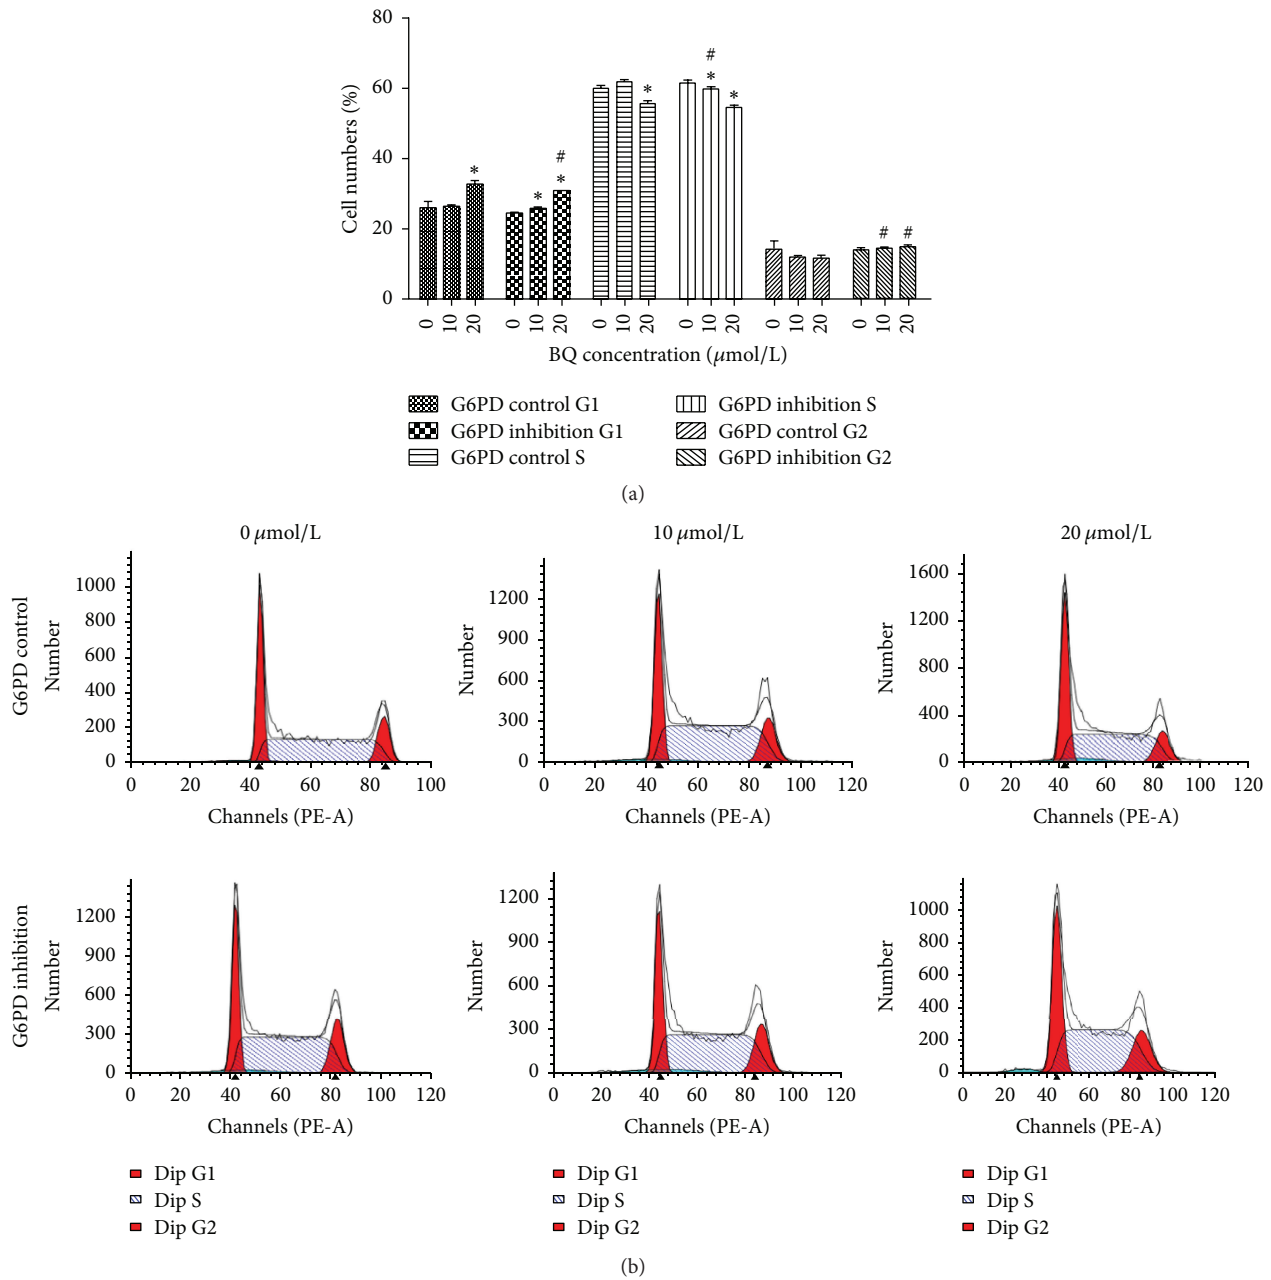 80
60
40
20
0
Cell numbers (%)
*
*
#
*
*
#
*
*
#
#
0 10 20 0 10 20 0 10 20 0 10 20 0 10 20 0 10 20
BQ concentration (μmol/L)
G6PD control G1
G6PD inhibition G1
G6PD control S
G6PD inhibition S
G6PD control G2
G6PD inhibition G2
(a)
0 μmol/L
10 μmol/L
20 μmol/L
G6PD control
Number
1000
800
600
400
200
0
0 20 40 60 80 100
Channels (PE-A)
Number
1200
900
600
300
0
0 20 40 60 80 100 120
Channels (PE-A)
Number
1600
1200
800
400
0
0 20 40 60 80 100 120
Channels (PE-A)
G6PD inhibition
Number
1200
900
600
300
0
0 20 40 60 80 100 120
Channels (PE-A)
Number
1200
900
600
300
0
0 20 40 60 80 100 120
Channels (PE-A)
Number
1000
800
600
400
200
0
0 20 40 60 80 100 120
Channels (PE-A)
Dip G1
Dip S
Dip G2
Dip G1
Dip S
Dip G2
Dip G1
Dip S
Dip G2
(b)